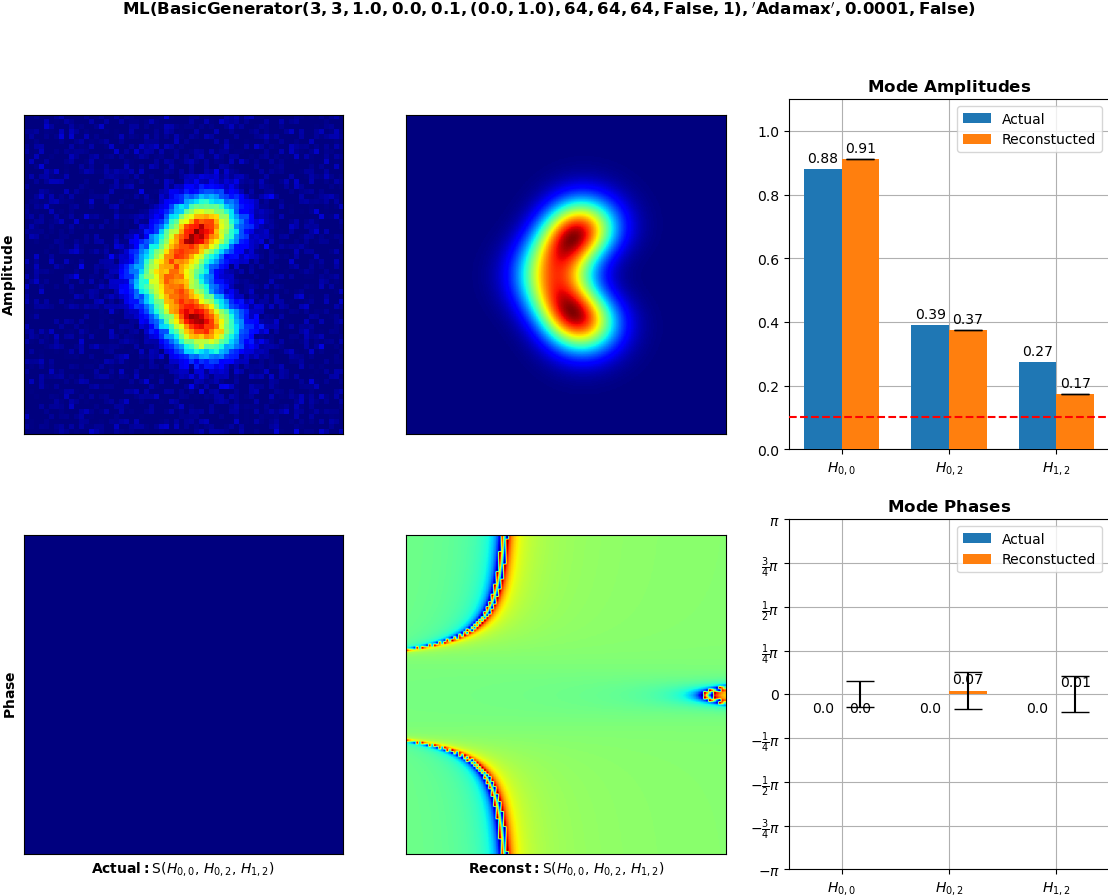 ML(BasicGenerator(3, 3, 1.0, 0.0, 0.1, (0.0, 1.0), 64, 64, 64, False, 1), ′Adamax′, 0.0001, False)
Amplitude
Mode Amplitudes
Actual
Reconstucted
1.0
0.8
0.6
0.4
0.2
0.0
0.88
0.91
0.39
0.37
0.27
0.17
H0,0
H0,2
H1,2
Phase
Actual: S(H0,0, H0,2, H1,2)
Reconst: S(H0,0, H0,2, H1,2)
Mode Phases
Actual
Reconstucted
π
3/4π
1/2π
1/4π
0
−1/4π
−1/2π
−3/4π
−π
0.0
0.0
0.0
0.07
0.0
0.01
H0,0
H0,2
H1,2